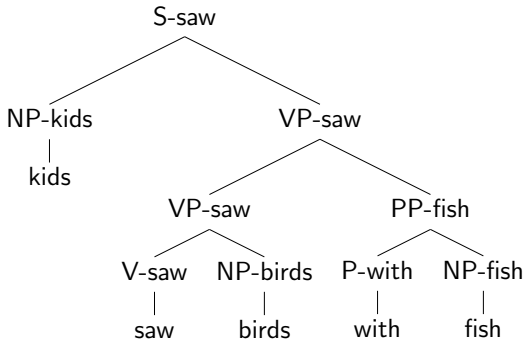 S-saw
NP-kids VP-saw
kids
VP-saw PP-fish
V-saw NP-birds P-with NP-fish
saw birds with fish